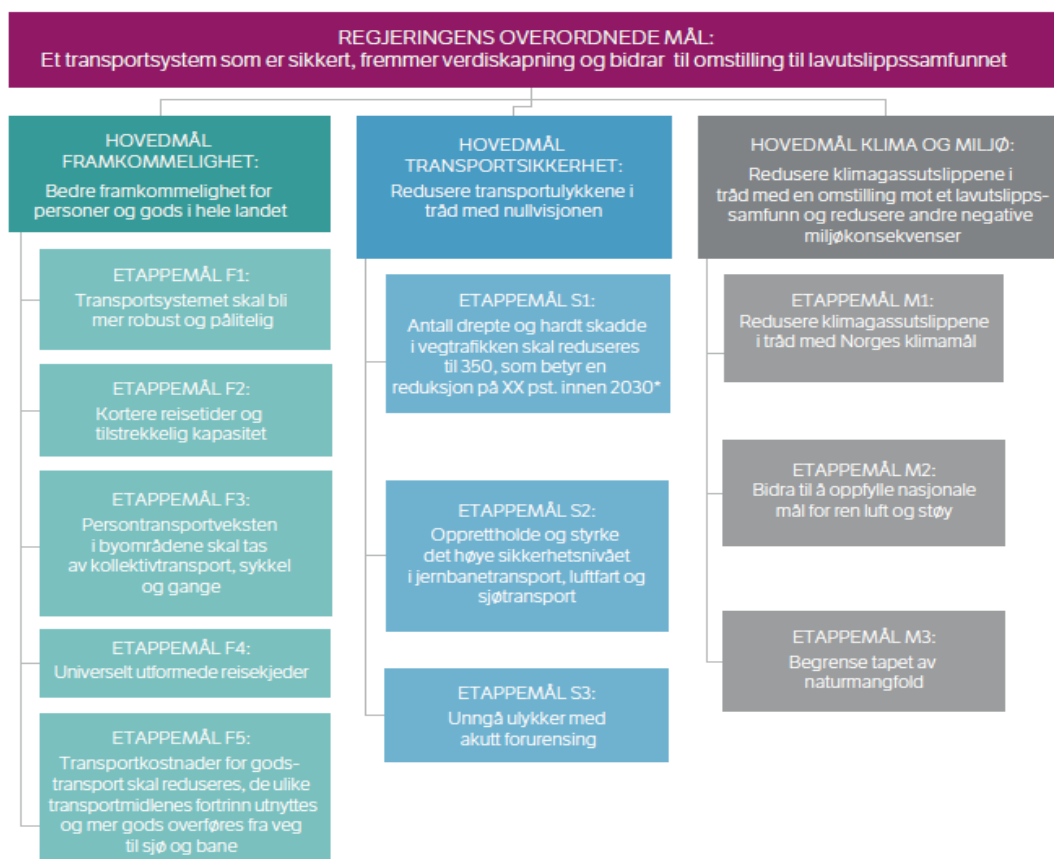 REGJERINGENS OVERORDNEDE MÅL:
Et transportsystem som er sikkert, fremmer verdiskapning og bidrar til omstilling til lavutslippssamfunnet
HOVEDMÅL
FRAMKOMMELIGHET:
Bedre framkommelighet for
personer og gods i hele landet
ETAPPEMÅL F1:
Transportsystemet skal bli
mer robust og pålitelig
ETAPPEMÅL F2:
Kortere reisetider og
tilstrekkelig kapasitet
ETAPPEMÅL F3:
Persontransportveksten
i byområdene skal tas
av kollektivtransport, sykkel
og gange
ETAPPEMÅL F4:
Universelt utformede reisekjeder
ETAPPEMÅL F5:
Transportkostnader for gods-
transport skal reduseres, de ulike
transportmidlenes fortrinn utnyttes
og mer gods overføres fra veg
til sjø og bane
HOVEDMÅL
TRANSPORTSIKKERHET:
Redusere transportulykkene i
tråd med nullvisjonen
ETAPPEMÅL S1:
Antall drepte og hardt skadde
i vegtrafikken skal reduseres
til 350, som betyr en
reduksjon på XX pst. innen 2030*
ETAPPEMÅL S2:
Opprettholde og styrke
det høye sikkerhetsnivået
i jernbanetransport, luftfart og
sjøtransport
ETAPPEMÅL S3:
Unngå ulykker med
akutt forurensing
HOVEDMÅL KLIMA OG MILJØ:
Redusere klimagassutslippene i
tråd med en omstilling mot et lavutslipps-
samfunn og redusere andre negative
miljøkonsekvenser
ETAPPEMÅL M1:
Redusere klimagassutslippene
i tråd med Norges klimamål
ETAPPEMÅL M2:
Bidra til å oppfylle nasjonale
mål for ren luft og støy
ETAPPEMÅL M3:
Begrense tapet av
naturmangfold